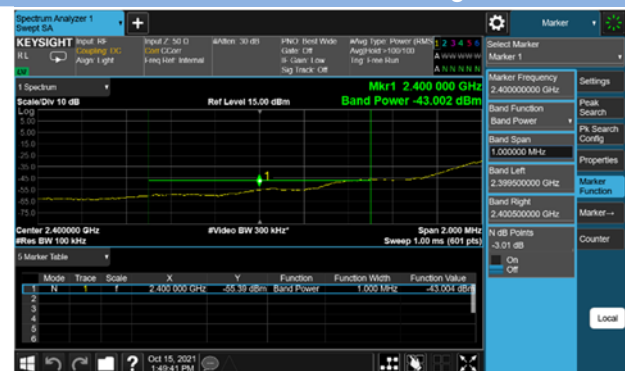 Spectrum Analyzer 1
Swept SA
Marker
KEYSIGHT
RL
Input: RF
Coupling: DC
Align: Light
Input Z: 50 Ω
Corr CCorr
Freq Ref: Internal
#Atten: 30 dB
PNO: Best Wide
Gate: Off
IF Gain: Low
Sig Track: Off
#Avg Type: Power (RMS)
Avg|Hold: >100/100
Trig: Free Run
1 2 3 4 5 6
A W W W W W
A N N N N N
Select Marker
Marker 1
1 Spectrum
Scale/Div 10 dB
Ref Level 15.00 dBm
Mkr1 2.400 000 GHz
Band Power -43.002 dBm
Log
5.00
-5.00
-15.0
-25.0
-35.0
-45.0
-55.0
-65.0
-75.0
1
Center 2.400000 GHz
#Res BW 100 kHz
#Video BW 300 kHz*
Span 2.000 MHz
Sweep 1.00 ms (601 pts)
5 Marker Table
Mode Trace Scale X Y Function Function Width Function Value
1 N 1 f 2.400 000 GHz -55.39 dBm Band Power 1.000 MHz -43.004 dBm
2
3
4
5
6
Marker Frequency
2.400000000 GHz
Band Function
Band Power
Band Span
1.000000 MHz
Band Left
2.399500000 GHz
Band Right
2.400500000 GHz
N dB Points
-3.01 dB
On
Off
Settings
Peak
Search
Pk Search
Config
Properties
Marker
Function
Marker→
Counter
Local
Oct 15, 2021
1:49:41 PM